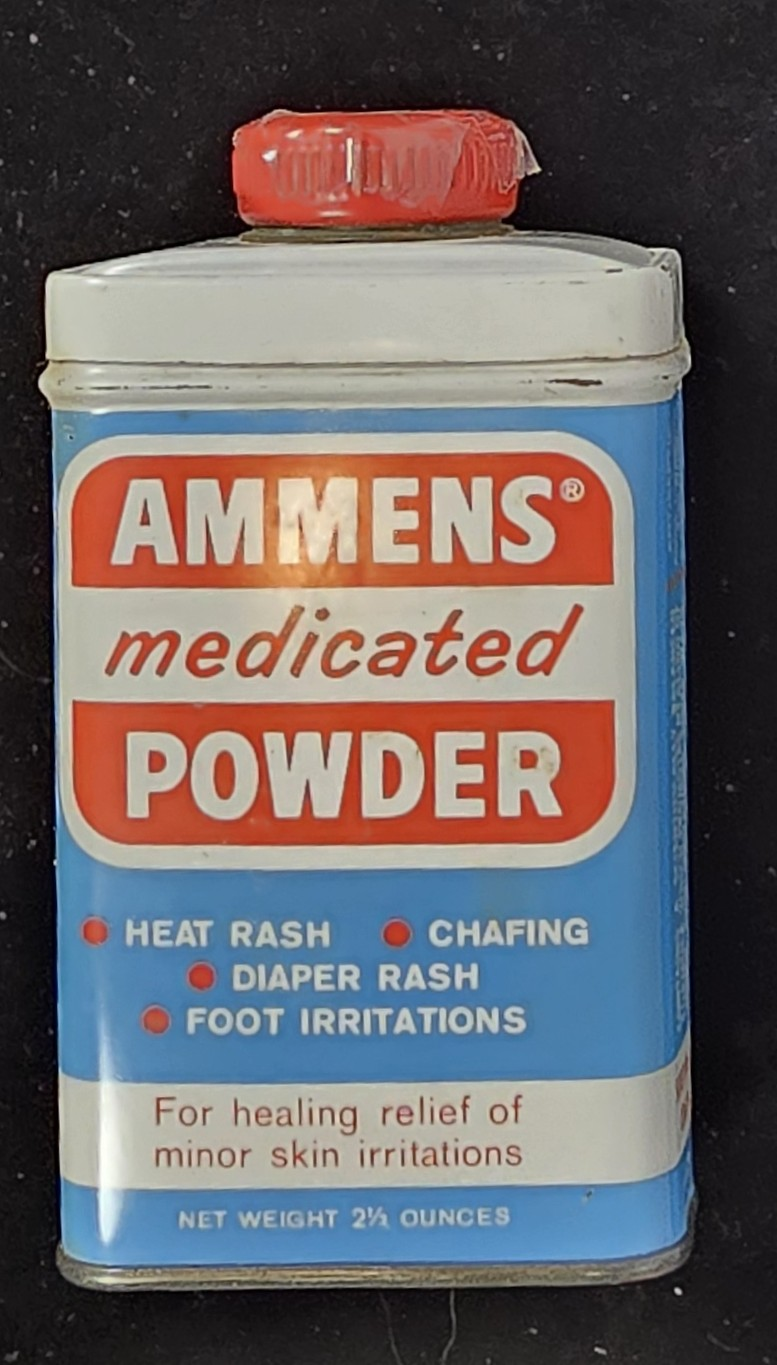 AMMENS®
medicated
POWDER
• HEAT RASH • CHAFING
• DIAPER RASH
• FOOT IRRITATIONS
For healing relief of
minor skin irritations
NET WEIGHT 2½ OUNCES